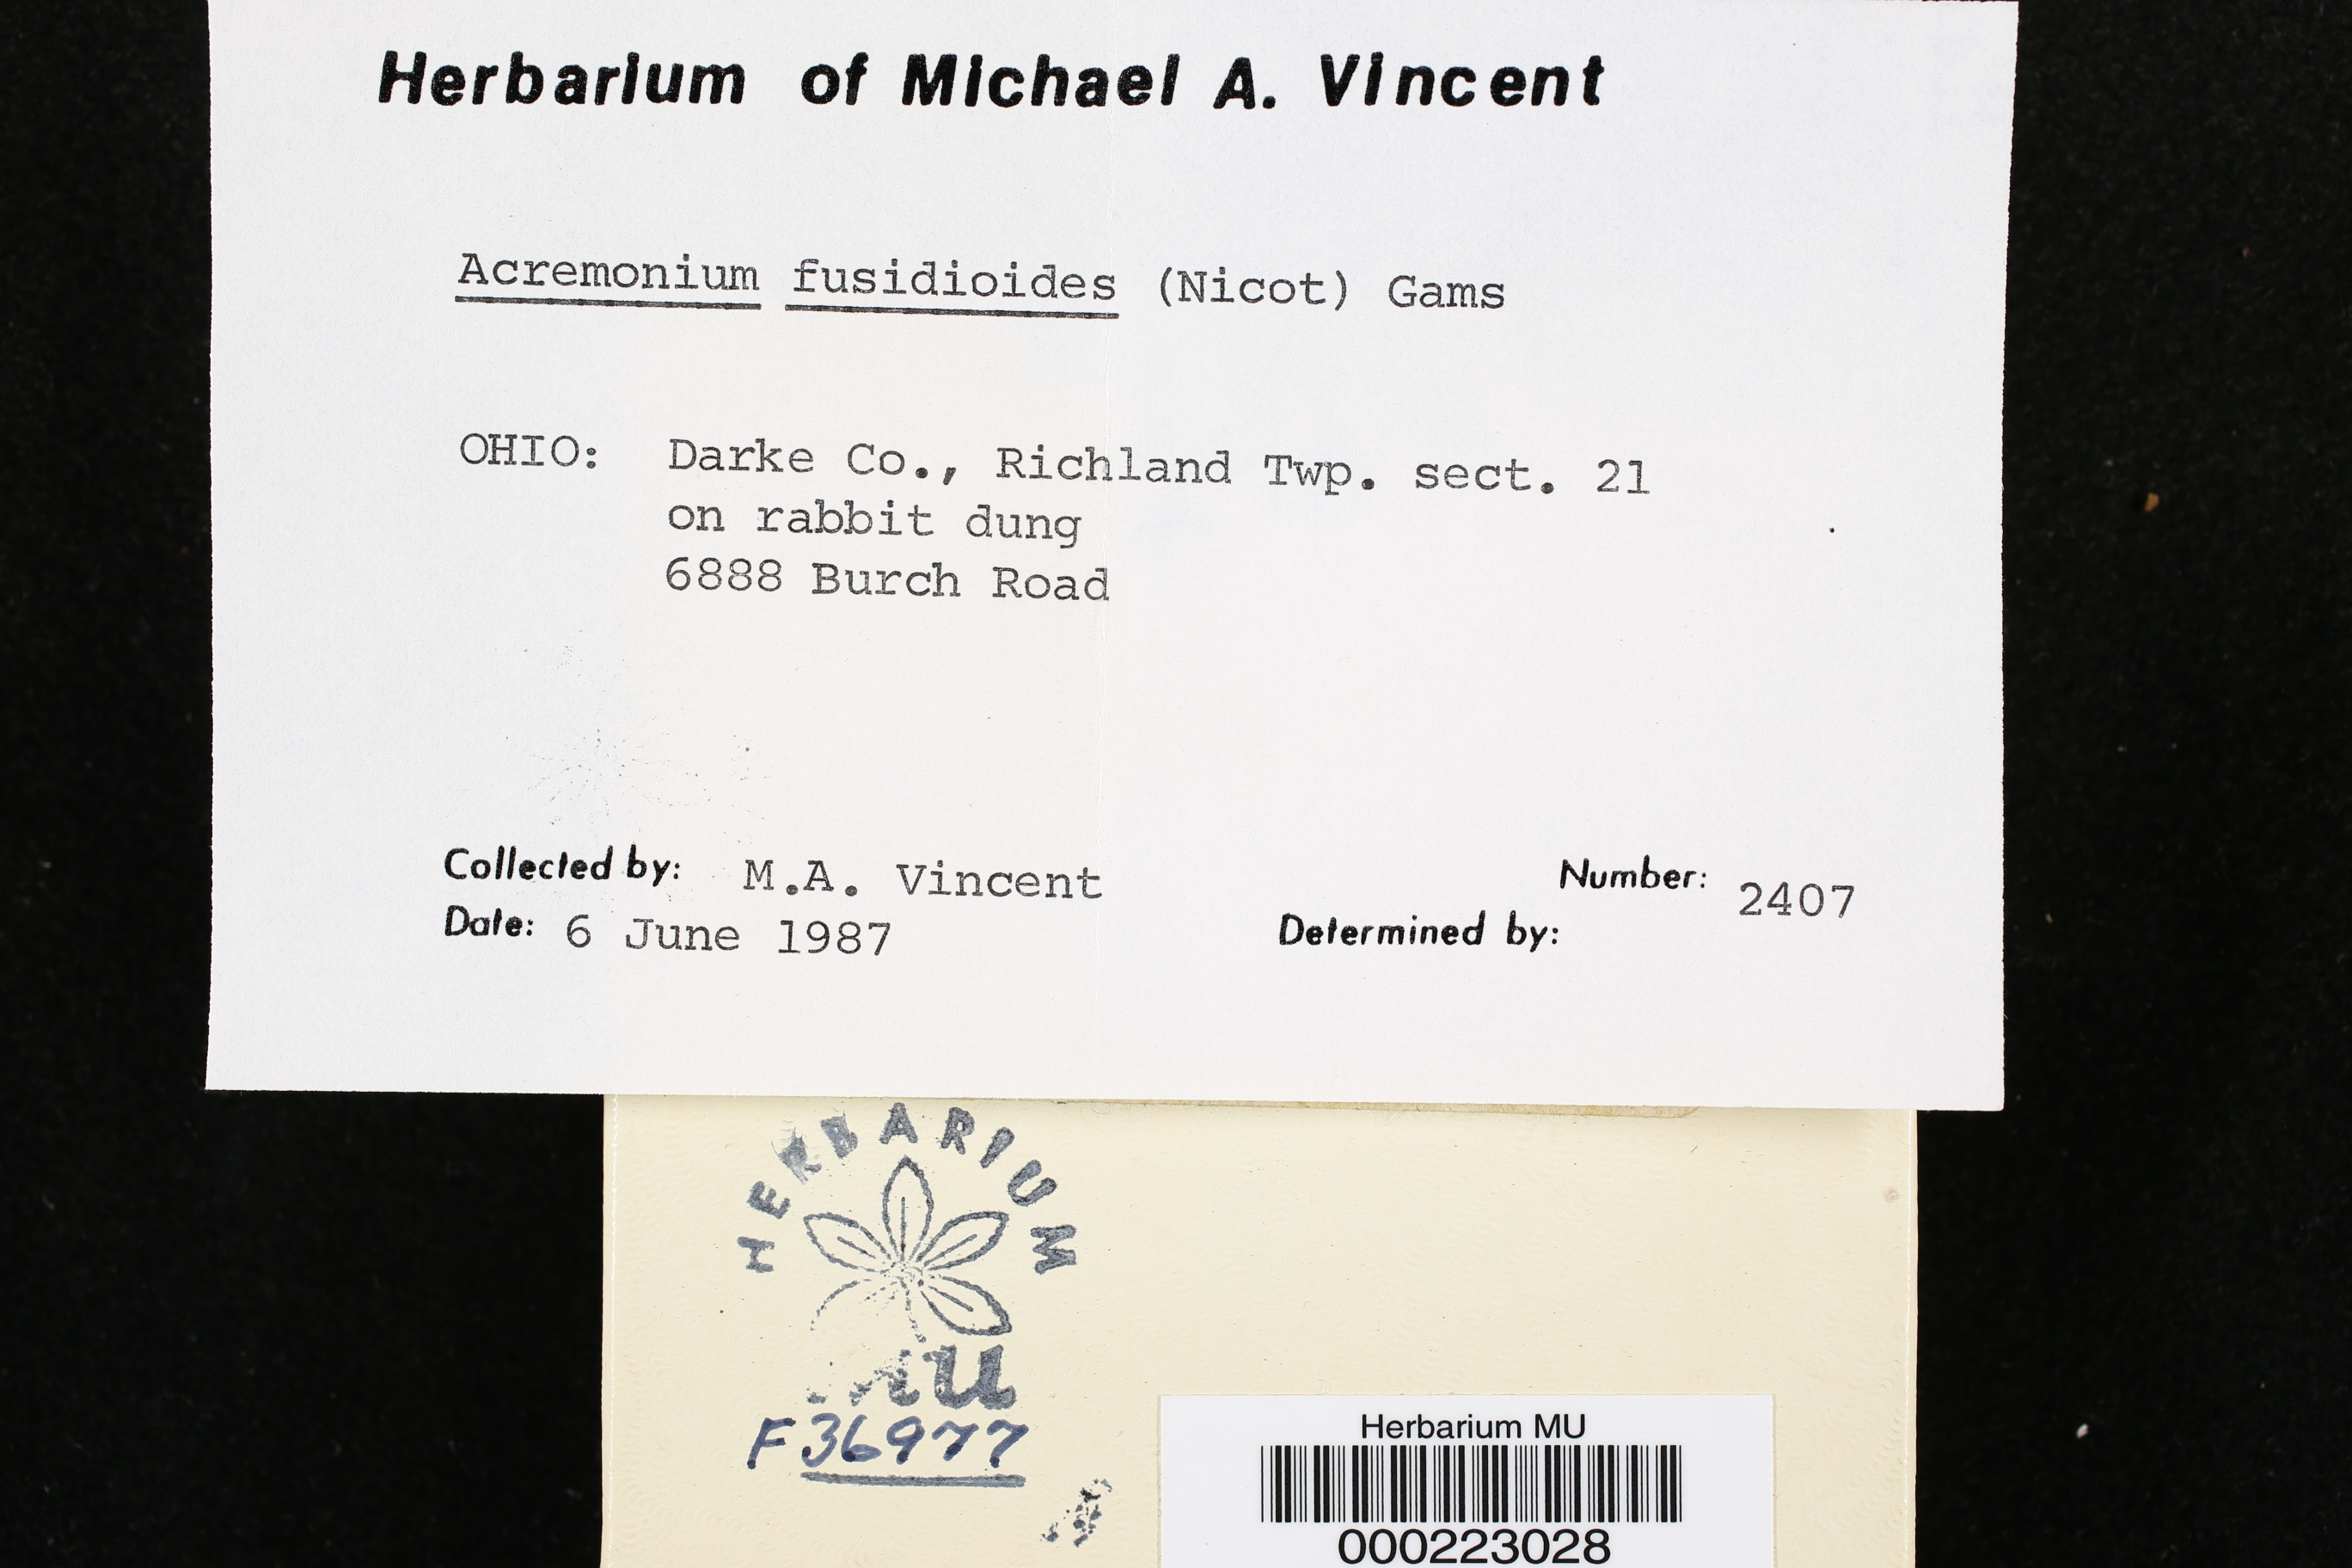 Herbarium of Michael A. Vincent
Acremonium fusidioides (Nicot) Gams
OHIO: Darke Co., Richland Twp. sect. 21
on rabbit dung
6888 Burch Road
Collected by: M.A. Vincent
Number: 2407
Date: 6 June 1987
Determined by:
HERBARIUM
MU
F36977
Herbarium MU
000223028